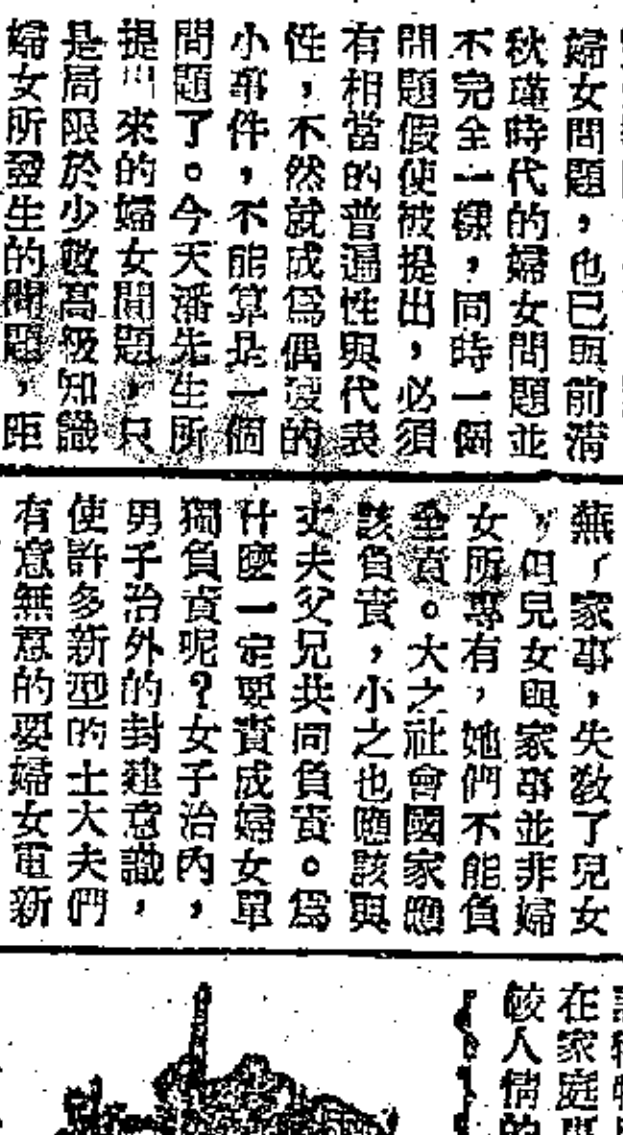 婦女問題，也已與前清
秋瑾時代的婦女問題並
不完全一樣，同時一個
問題假使被提出，必須
有相當的普遍性與代表
性，不然就成爲偶發的
小事件，不能算是一個
問題了。今天潘先生所
提出來的婦女問題，只
是局限於少數高級知識
婦女所發生的問題，距
蕪了家事，失教了兒女
，但兒女與家事並非婦
女所專有，她們不能負
全責。大之社會國家應
該負責，小之也應該與
丈夫父兄共同負責。爲
什麼一定要責成婦女單
獨負責呢？女子治內，
男子治外的封建意識，
使許多新型的士大夫們
有意無意的要婦女重新
在家庭
較人情的